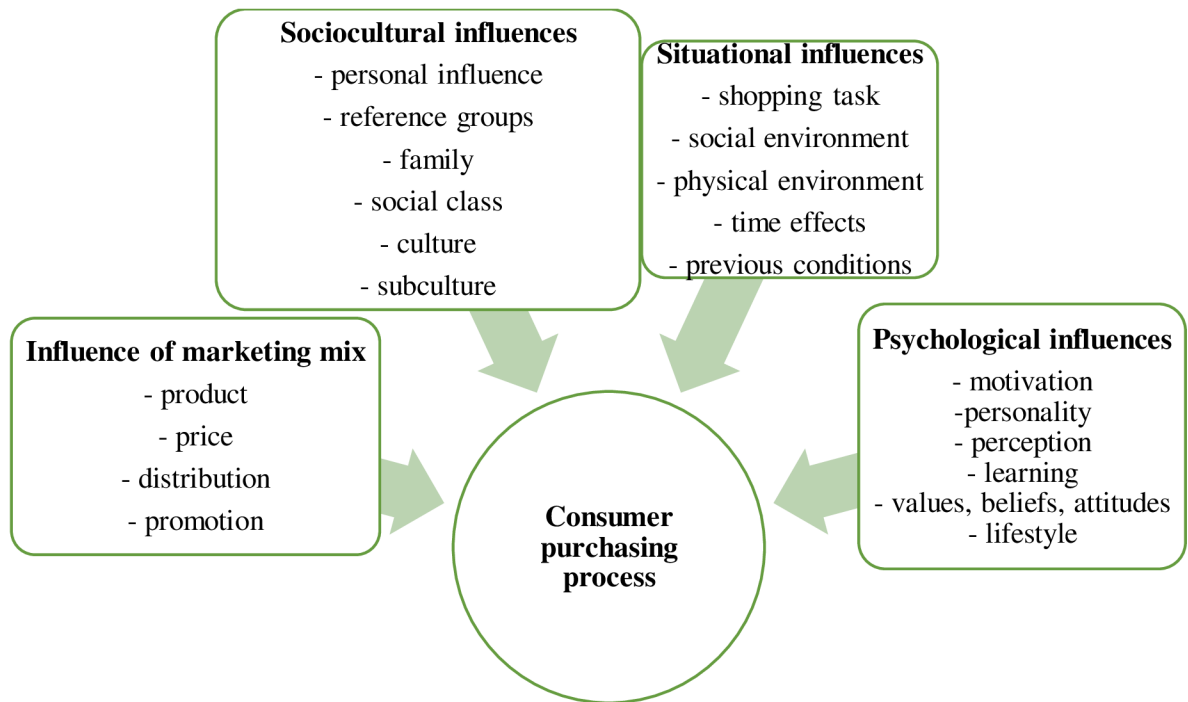 Sociocultural influences
- personal influence
- reference groups
- family
- social class
- culture
- subculture
Situational influences
- shopping task
- social environment
- physical environment
- time effects
- previous conditions
Influence of marketing mix
- product
- price
- distribution
- promotion
Psychological influences
- motivation
-personality
- perception
- learning
- values, beliefs, attitudes
- lifestyle
Consumer
purchasing
process